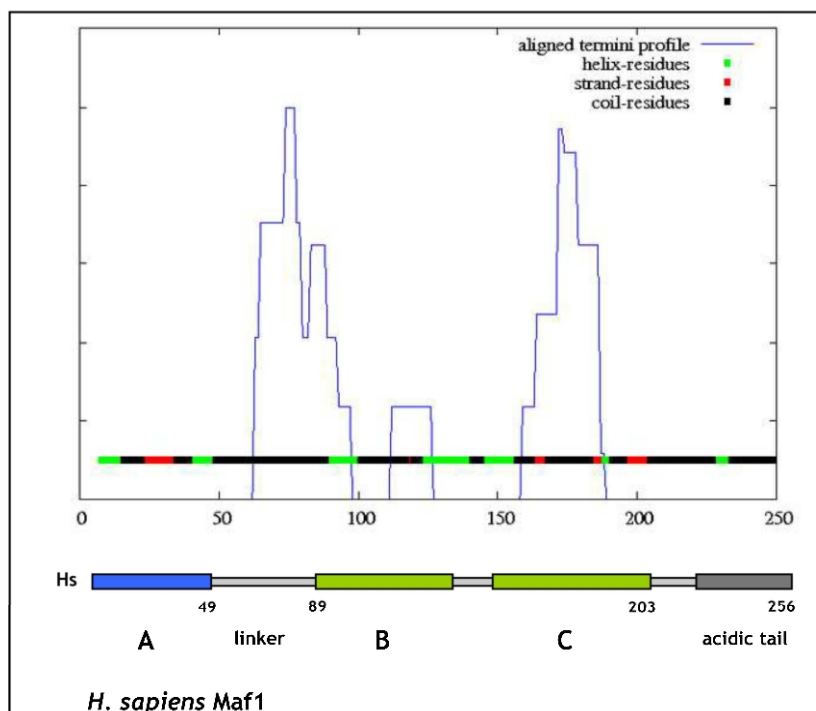 aligned termini profile
helix-residues
strand-residues
coil-residues
0 50 100 150 200 250
Hs
49 89 203 256
A linker B C acidic tail
H. sapiens Maf1